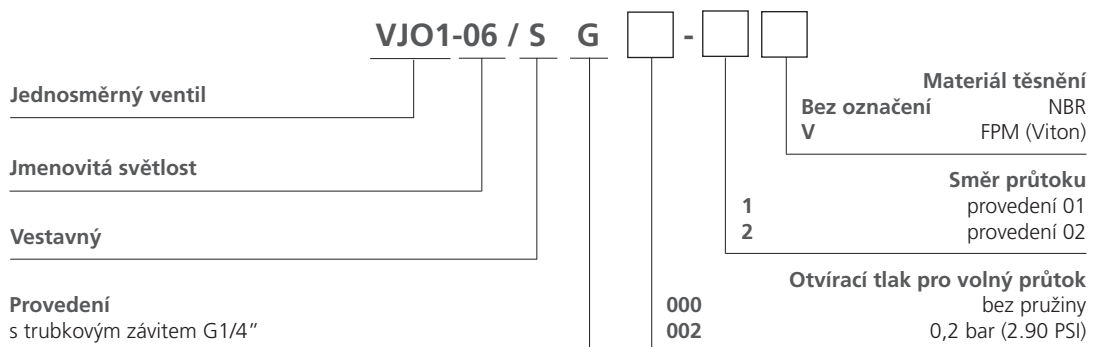 VJO1-06 / S G -
Jednosměrný ventil
Jmenovitá světlost
Vestavný
Provedení
s trubkovým závitem G1/4”
Materiál těsnění
Bez označení NBR
V FPM (Viton)
Směr průtoku
1 provedení 01
2 provedení 02
Otvírací tlak pro volný průtok
000 bez pružiny
002 0,2 bar (2.90 PSI)